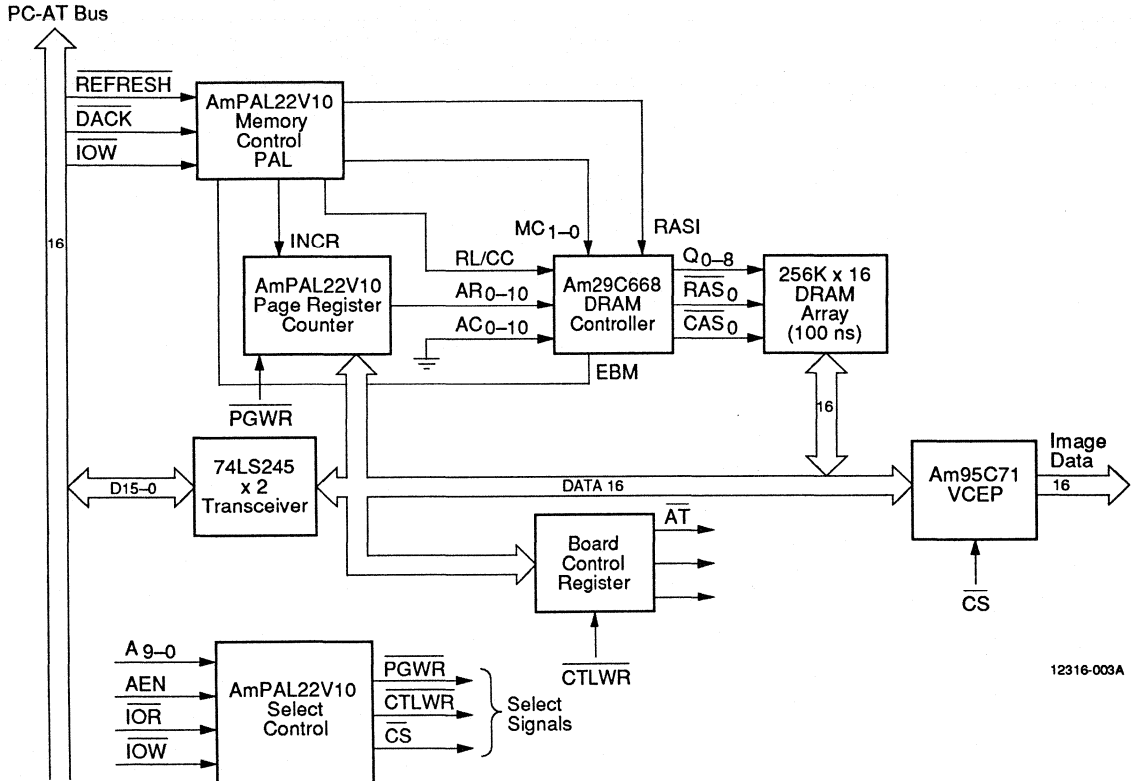 PC-AT Bus
REFRESH
DACK
IOW
AmPAL22V10
Memory
Control
PAL
16
INCR
MC1–0
RASI
RL/CC
AR0–10
AC0–10
AmPAL22V10
Page Register
Counter
Am29C668
DRAM
Controller
Q0–8
RAS0
CAS0
256K x 16
DRAM
Array
(100 ns)
EBM
PGWR
16
74LS245
x 2
Transceiver
D15–0
DATA 16
Am95C71
VCEP
Image
Data
16
AT
Board
Control
Register
CS
CTLWR
12316-003A
A9–0
AEN
IOR
IOW
AmPAL22V10
Select
Control
PGWR
CTLWR
CS
Select
Signals